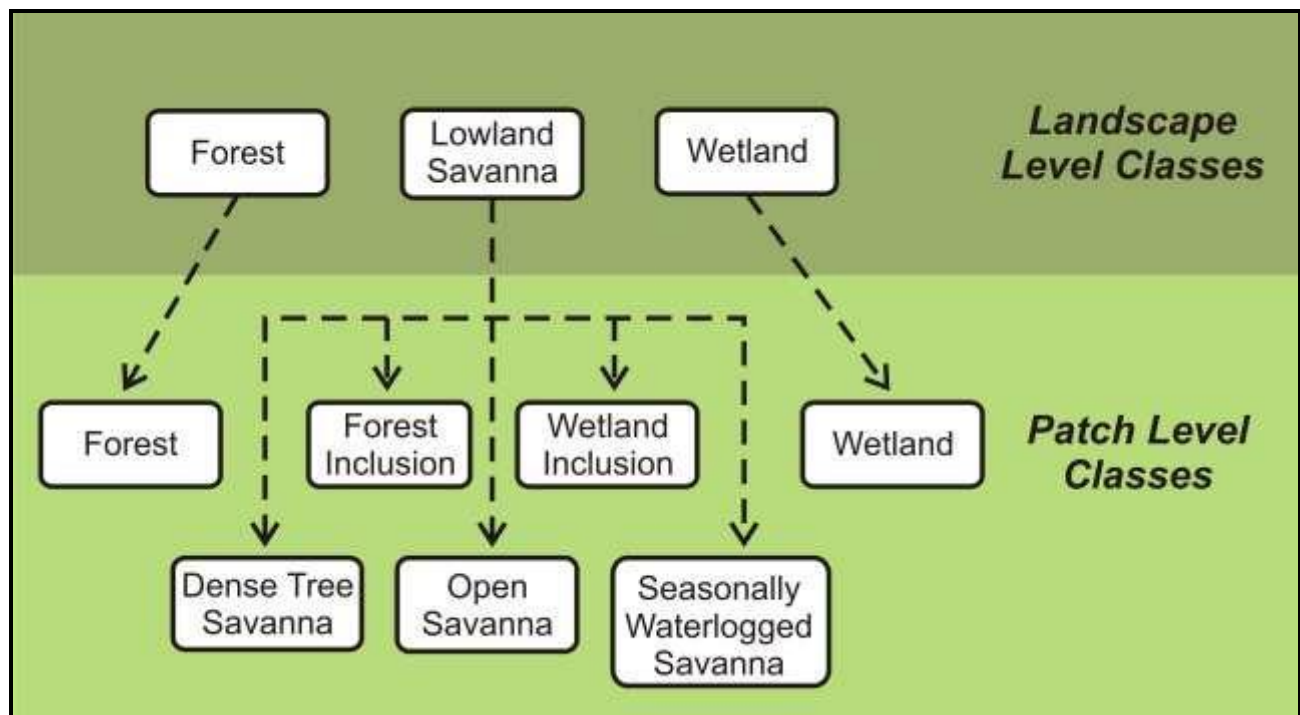 Forest
Lowland
Savanna
Wetland
Landscape
Level Classes
Forest
Forest
Inclusion
Wetland
Inclusion
Wetland
Patch Level
Classes
Dense Tree
Savanna
Open
Savanna
Seasonally
Waterlogged
Savanna